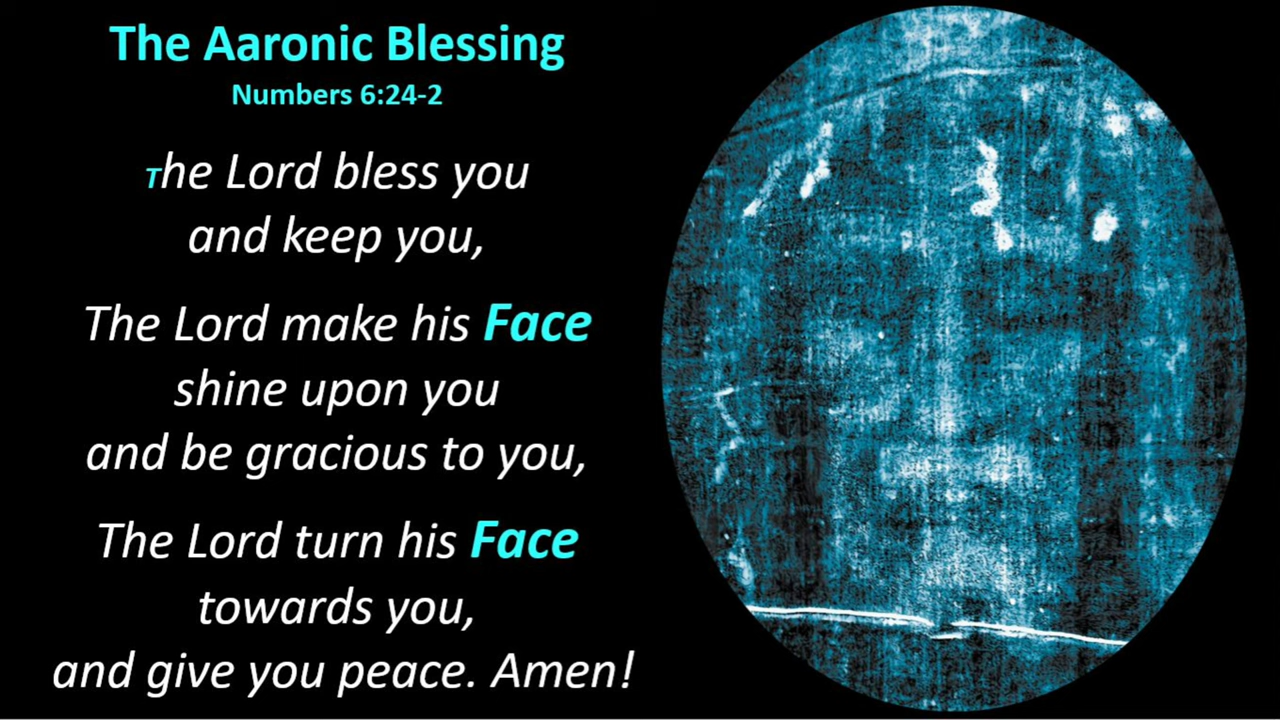 The Aaronic Blessing
Numbers 6:24-2
The Lord bless you
and keep you,
The Lord make his Face
shine upon you
and be gracious to you,
The Lord turn his Face
towards you,
and give you peace. Amen!